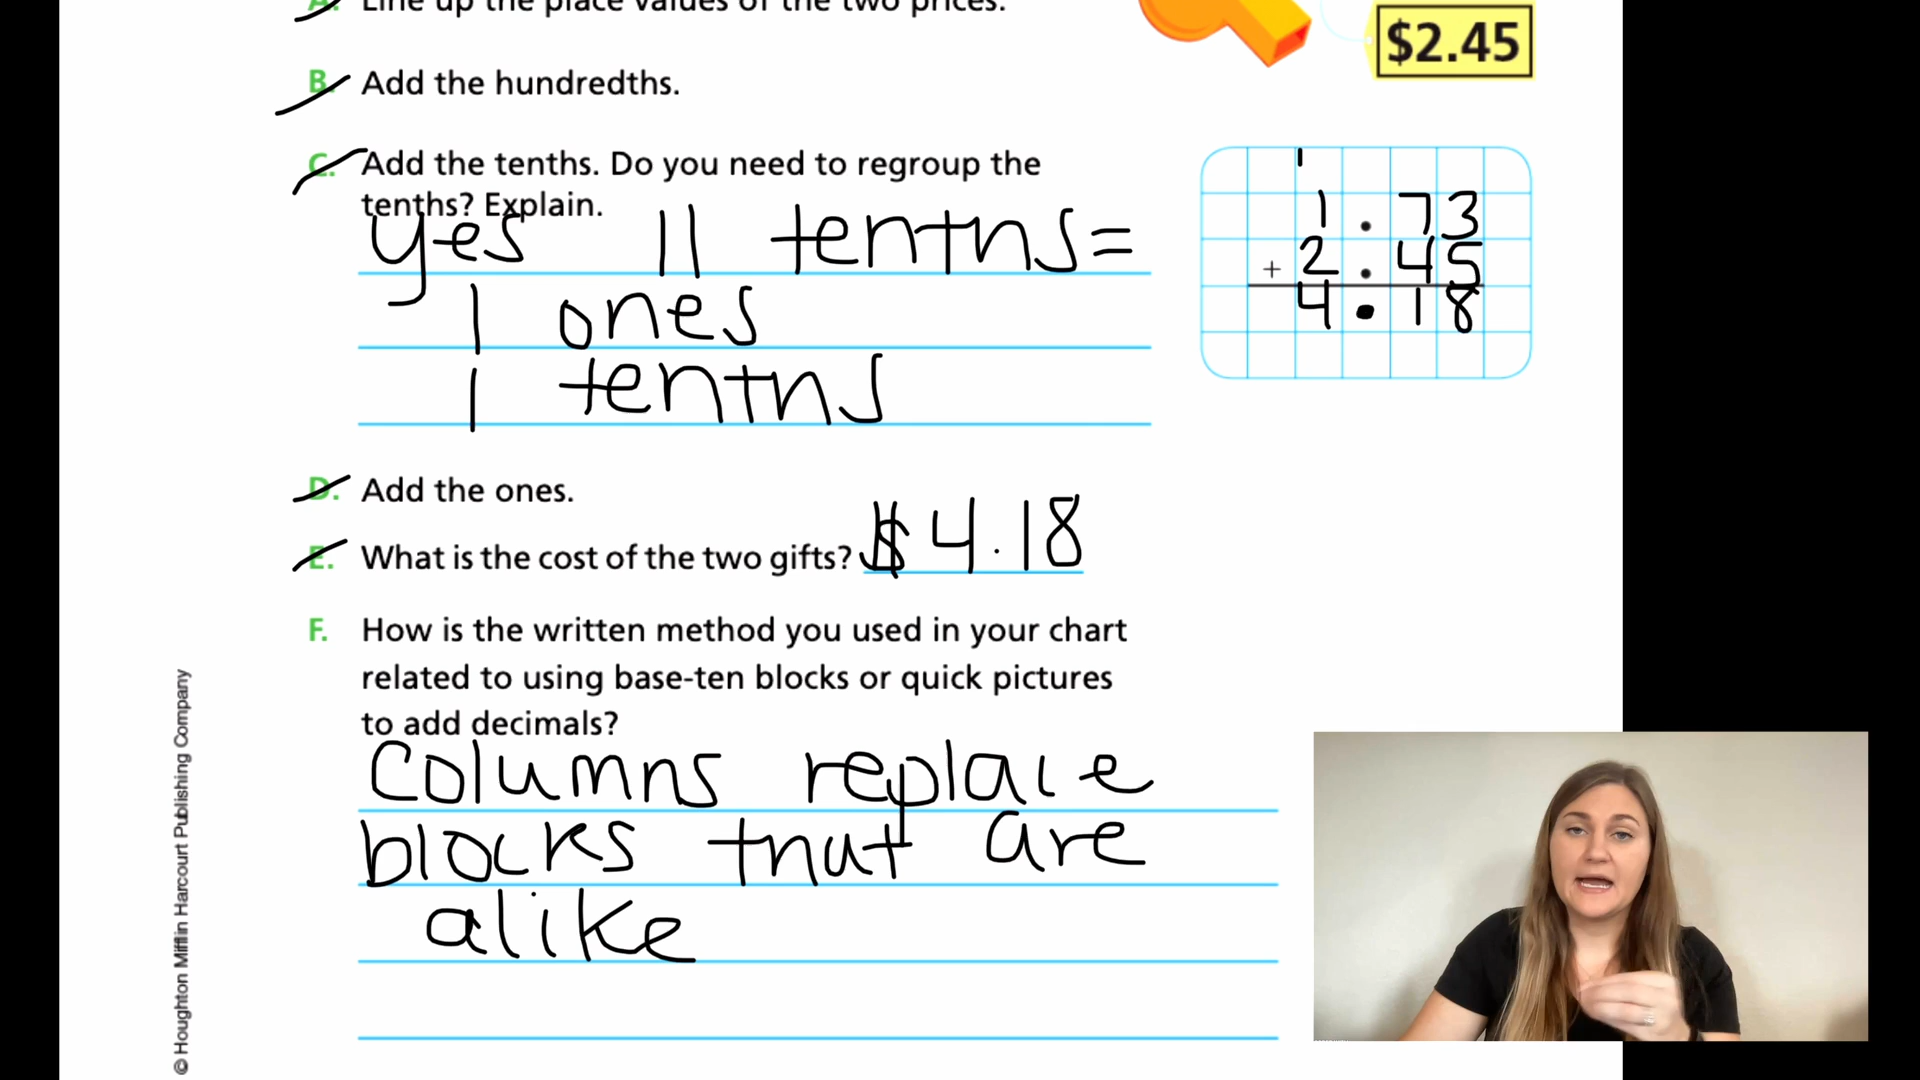 A. Line up the place values of the two prices.
$2.45
B. Add the hundredths.
C. Add the tenths. Do you need to regroup the
tenths? Explain.
yes 11 tenths=
1 ones
1 tenths
1
1.73
+ 2.45
4.18
D. Add the ones.
E. What is the cost of the two gifts? $4.18
F. How is the written method you used in your chart
related to using base-ten blocks or quick pictures
to add decimals?
columns replace
blocks that are
alike
© Houghton Mifflin Harcourt Publishing Company